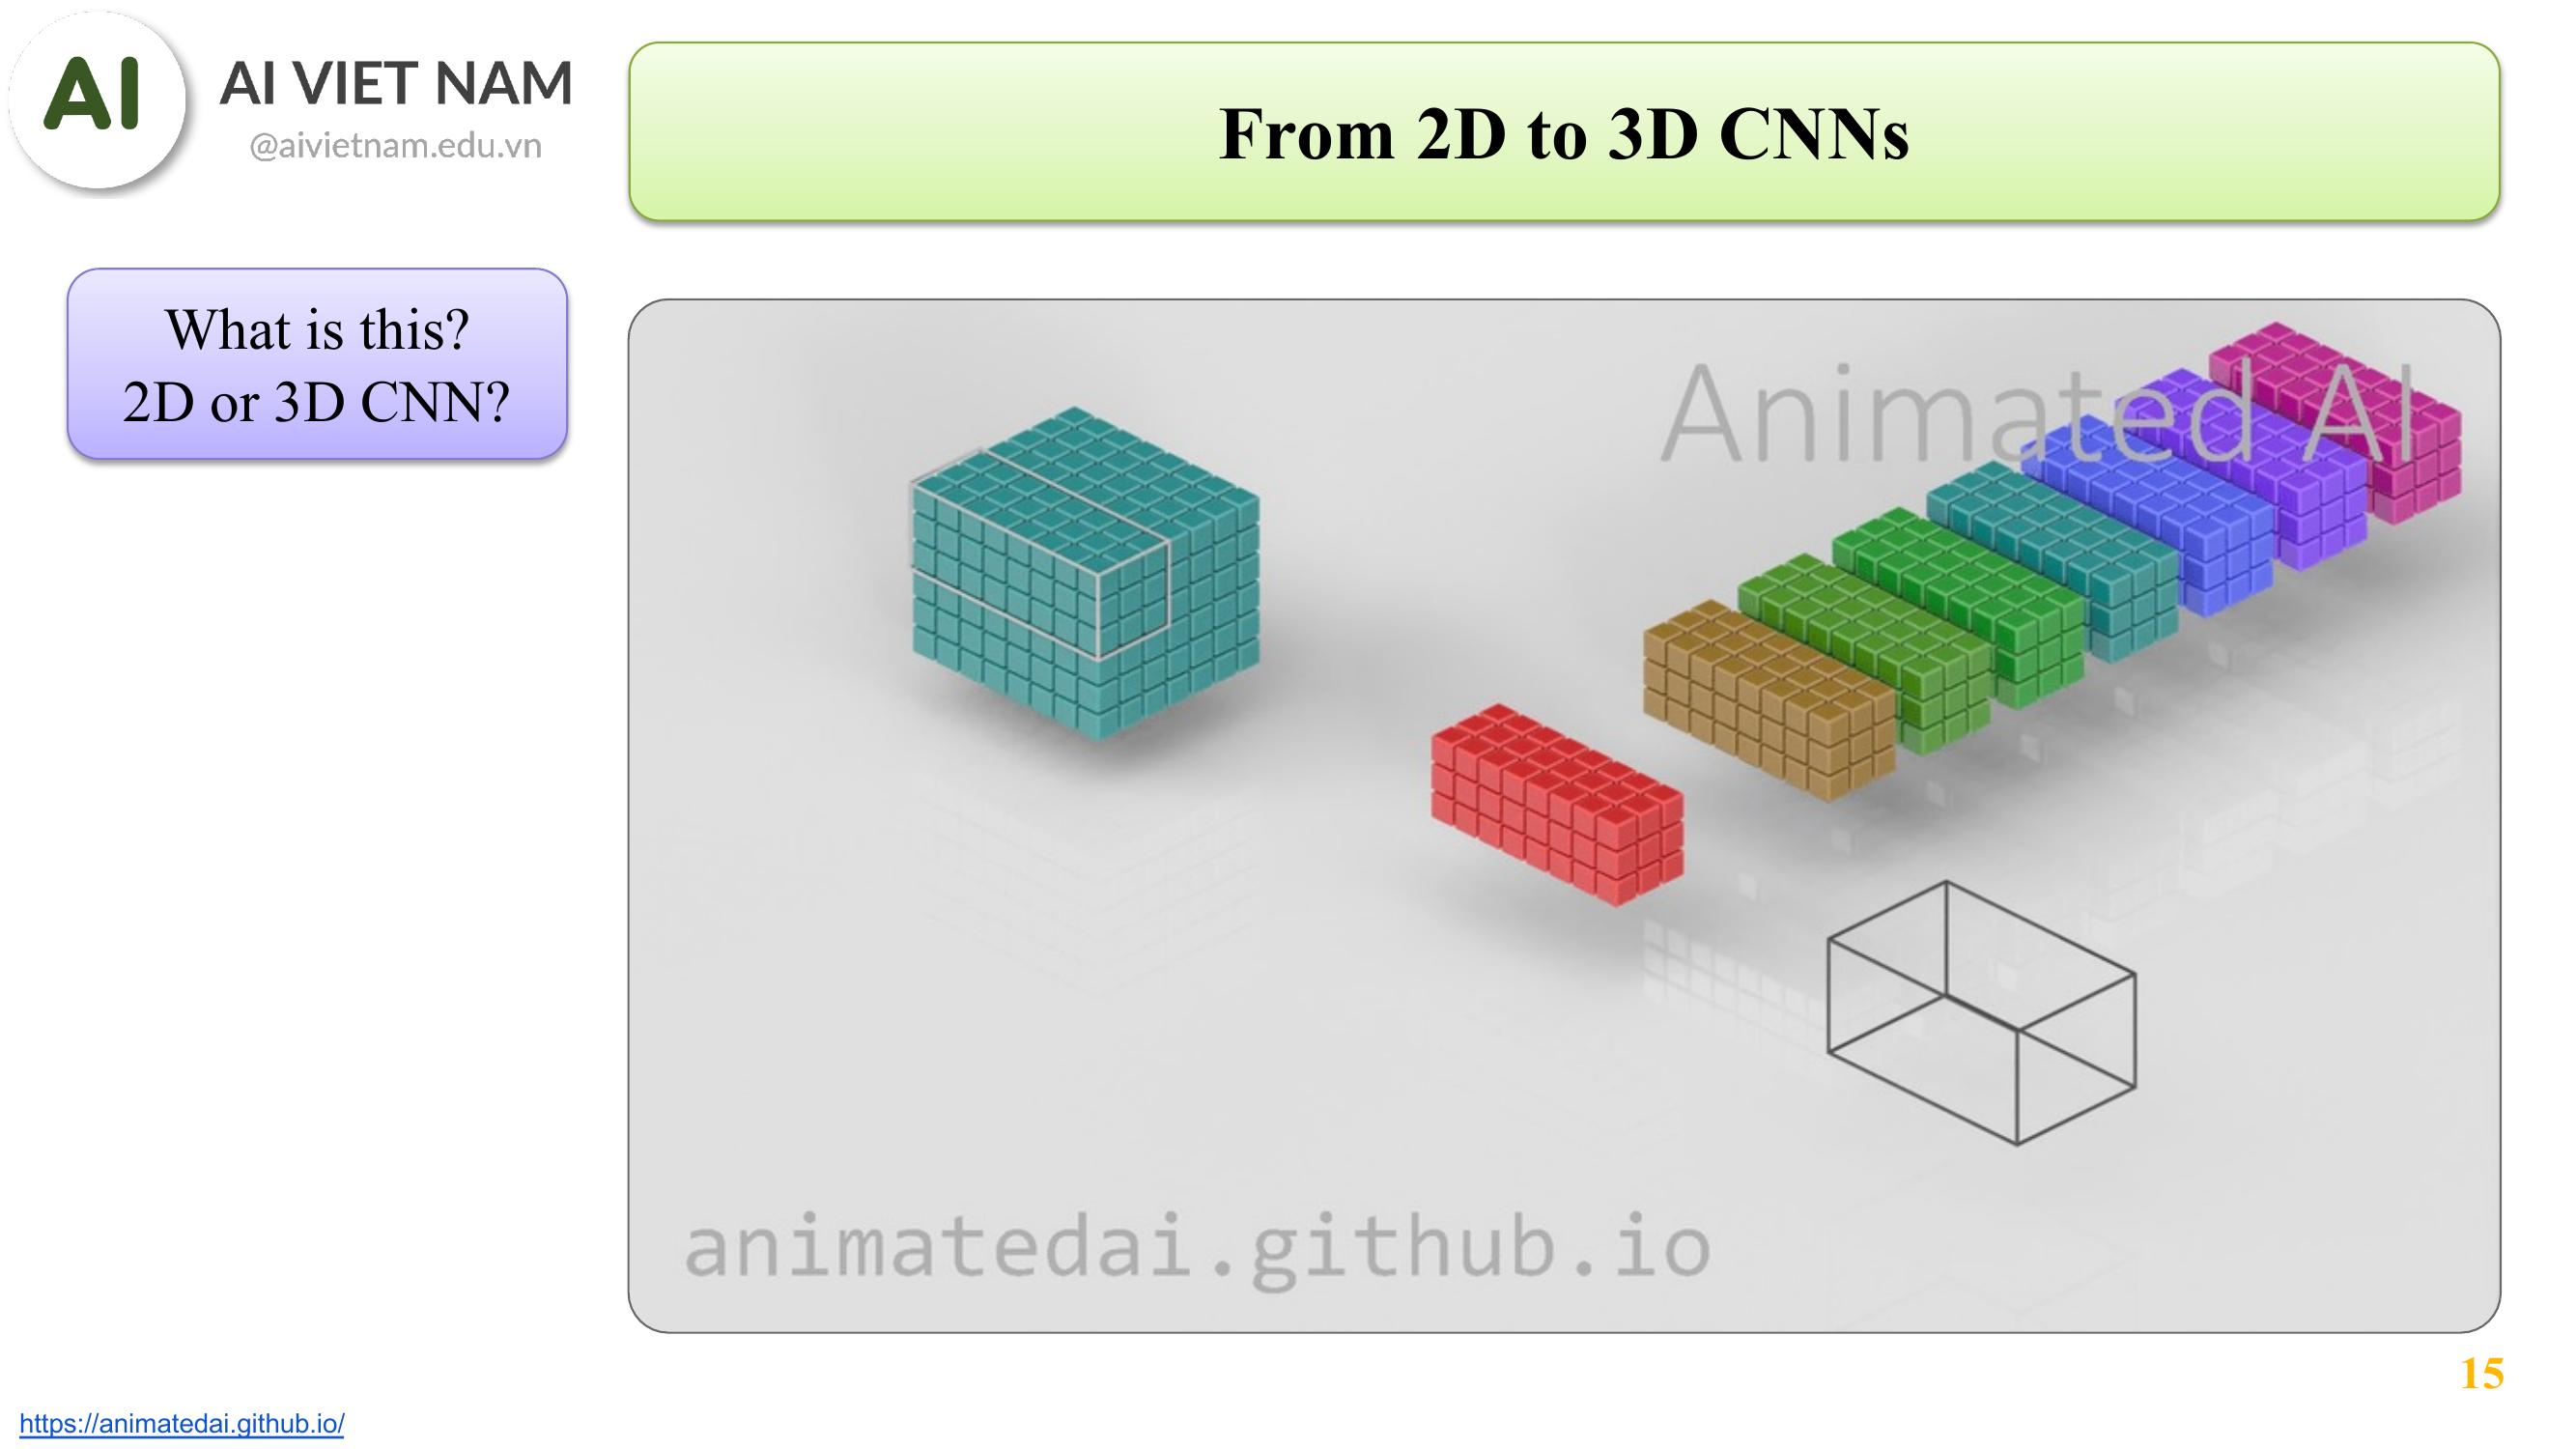 AI
AI VIET NAM
@aivietnam.edu.vn
From 2D to 3D CNNs
What is this?
2D or 3D CNN?
Animated AI
animatedai.github.io
15
https://animatedai.github.io/